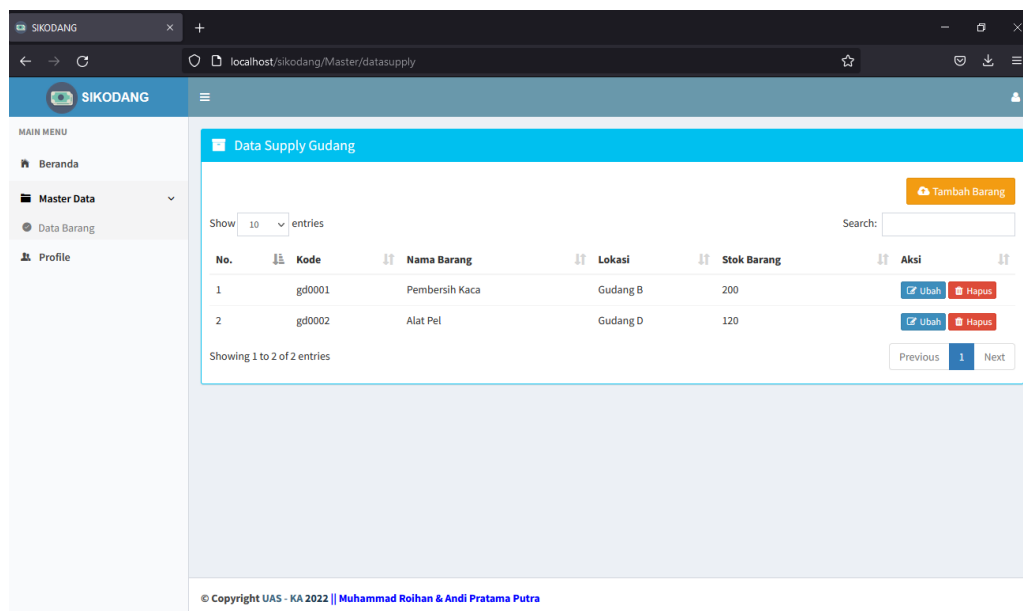 SIKODANG
localhost/sikodang/Master/datasupply
SIKODANG
MAIN MENU
Beranda
Master Data
Data Barang
Profile
Data Supply Gudang
Tambah Barang
Show 10 entries Search:
No. Kode Nama Barang Lokasi Stok Barang Aksi
1 gd0001 Pembersih Kaca Gudang B 200 Ubah Hapus
2 gd0002 Alat Pel Gudang D 120 Ubah Hapus
Showing 1 to 2 of 2 entries Previous 1 Next
© Copyright UAS - KA 2022 || Muhammad Roihan & Andi Pratama Putra